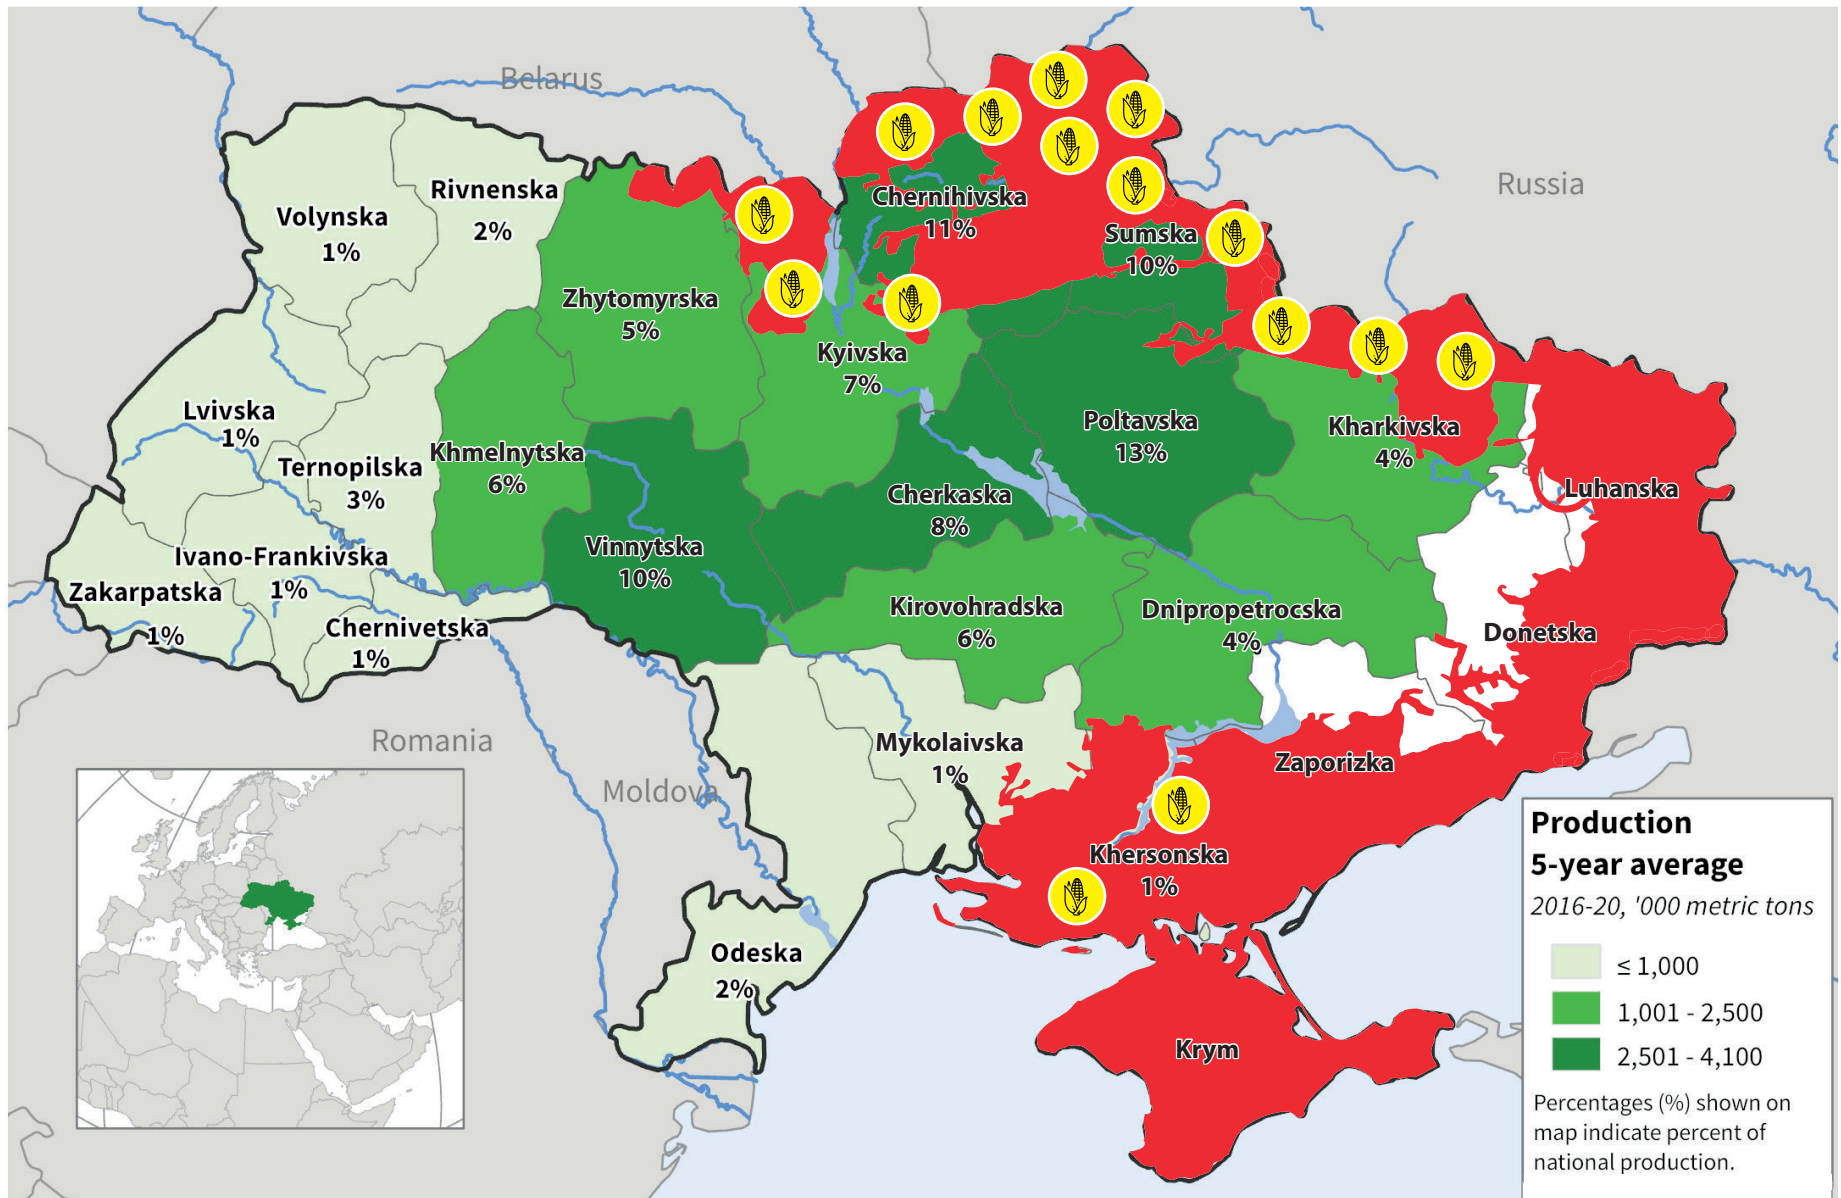 Belarus
Russia
Rivnenska
2%
Volynska
1%
Chernihivska
11%
Sumska
10%
Zhytomyrska
5%
Kyivska
7%
Lvivska
1%
Poltavska
13%
Kharkivska
4%
Khmelnytska
6%
Ternopilska
3%
Luhanska
Cherkaska
8%
Vinnytska
10%
Ivano-Frankivska
1%
Zakarpatska
1%
Kirovohradska
6%
Dnipropetrocska
4%
Chernivetska
1%
Donetska
Romania
Mykolaivska
1%
Zaporizka
Moldova
Khersonska
1%
Odeska
2%
Krym
Production
5-year average
2016-20, '000 metric tons
≤ 1,000
1,001 - 2,500
2,501 - 4,100
Percentages (%) shown on
map indicate percent of
national production.